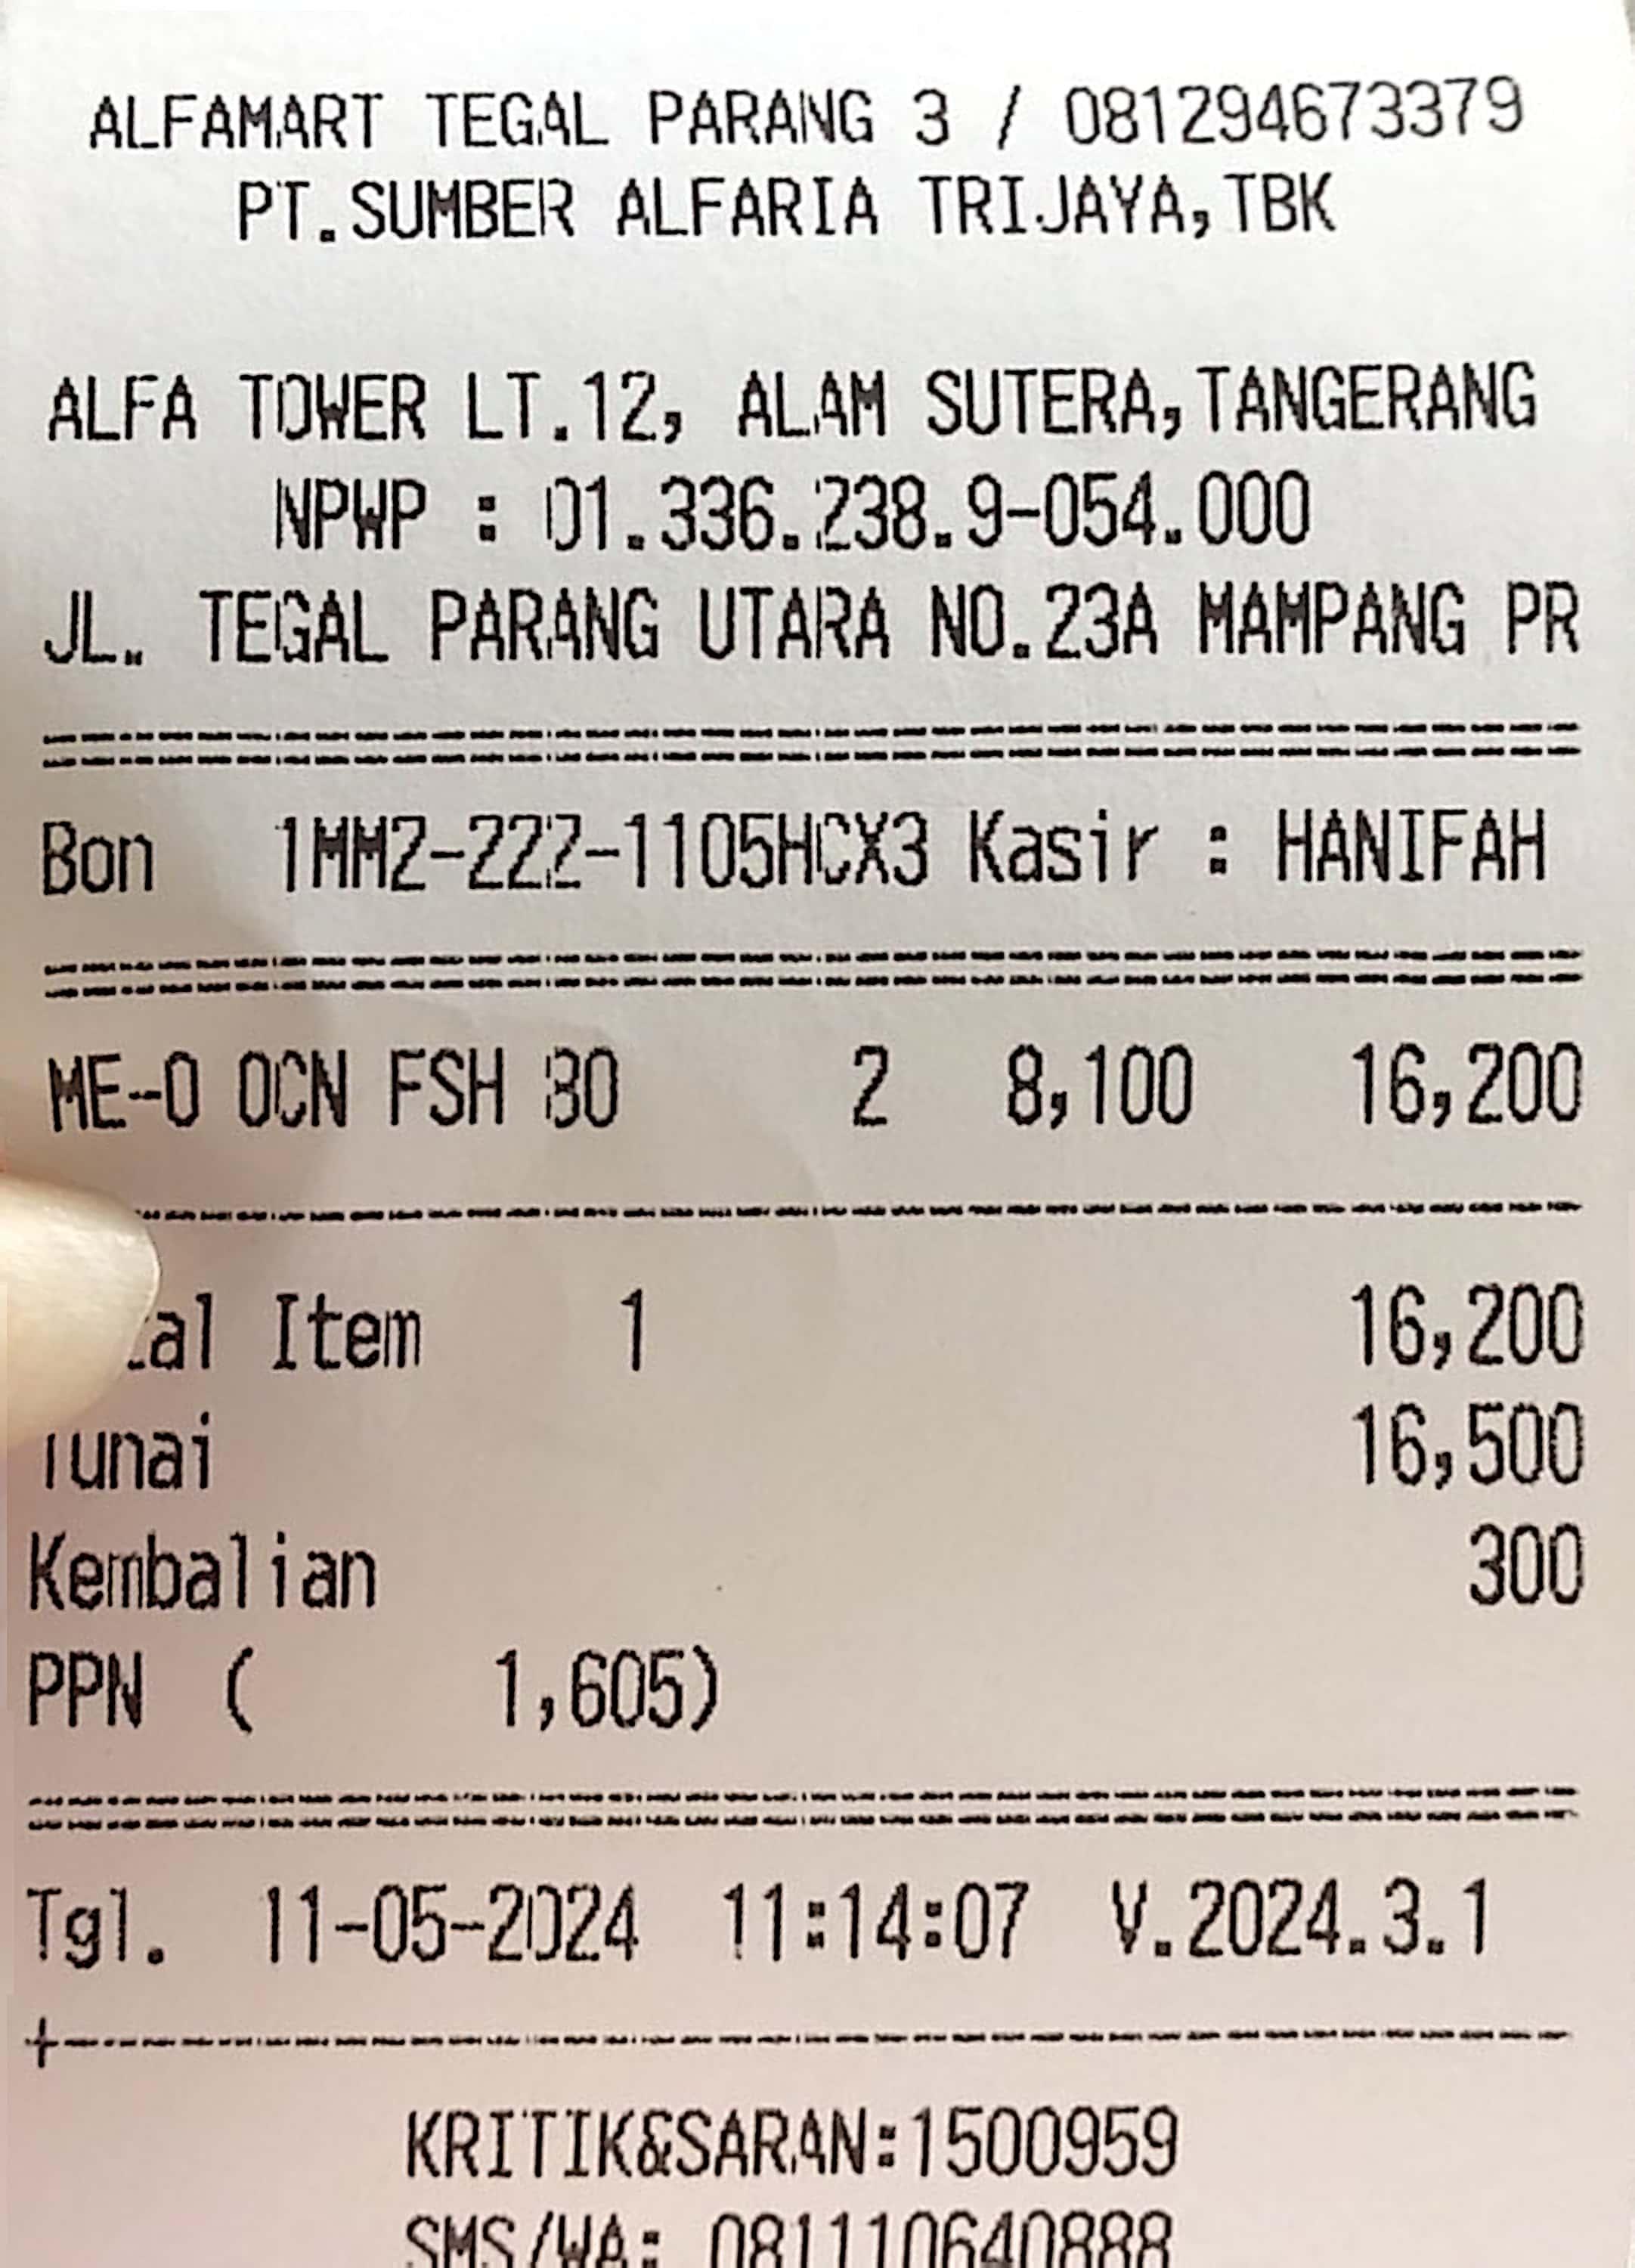 ALFAMART TEGAL PARANG 3 / 081294673379
PT.SUMBER ALFARIA TRIJAYA,TBK
ALFA TOWER LT.12, ALAM SUTERA,TANGERANG
NPWP : 01.336.238.9-054.000
JL. TEGAL PARANG UTARA NO.23A MAMPANG PR
Bon 1MM2-222-1105HCX3 Kasir : HANIFAH
ME-O OCN FSH 80 2 8,100 16,200
Item 1 16,200
Tunai 16,500
Kembalian 300
PPN ( 1,605)
Tgl. 11-05-2024 11:14:07 V.2024.3.1
KRITIK&SARAN:1500959
SMS/WA: 081110640888